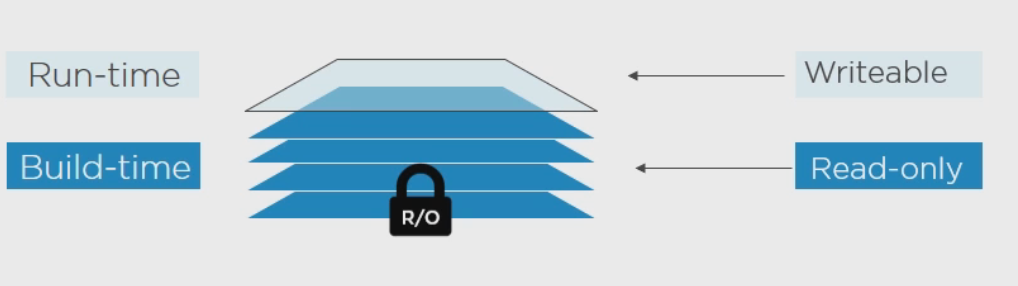 Run-time
Writeable
Build-time
Read-only
R/O